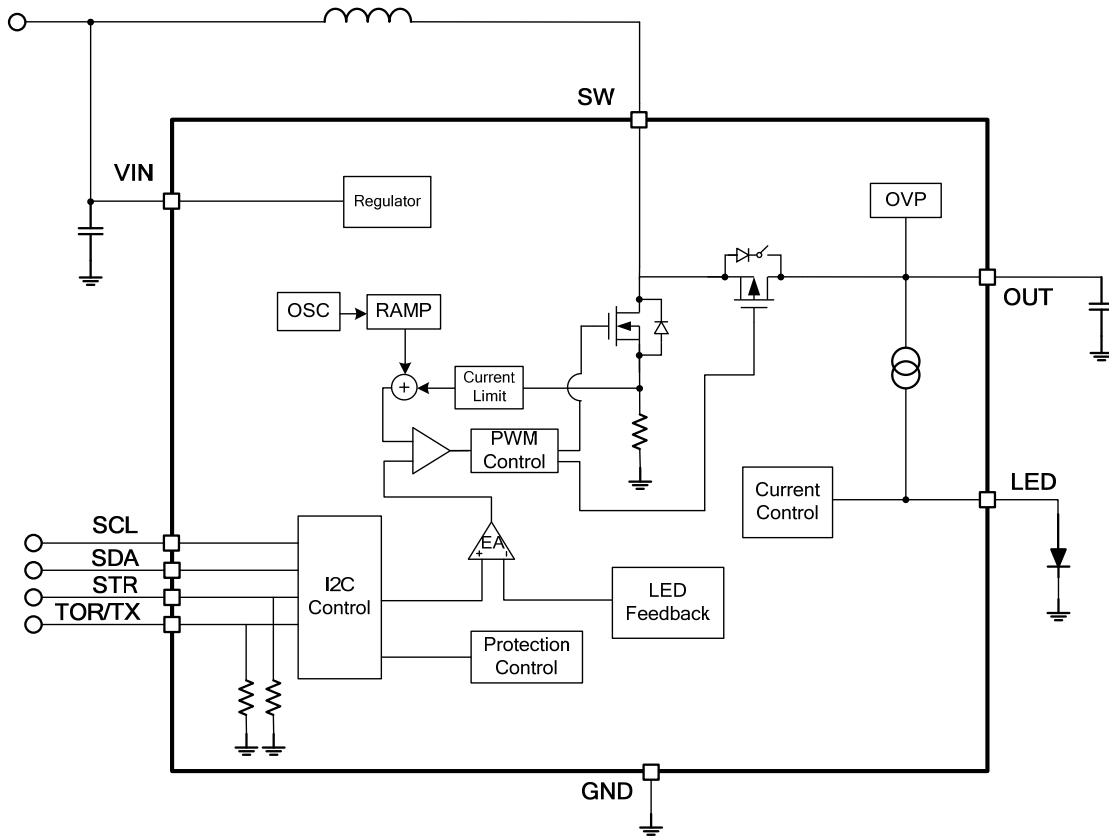 SW
VIN
Regulator
OVP
OUT
OSC
RAMP
Current
Limit
+
PWM
Control
Current
Control
LED
SCL
SDA
STR
TOR/TX
I2C
Control
EA
+ -
LED
Feedback
Protection
Control
GND